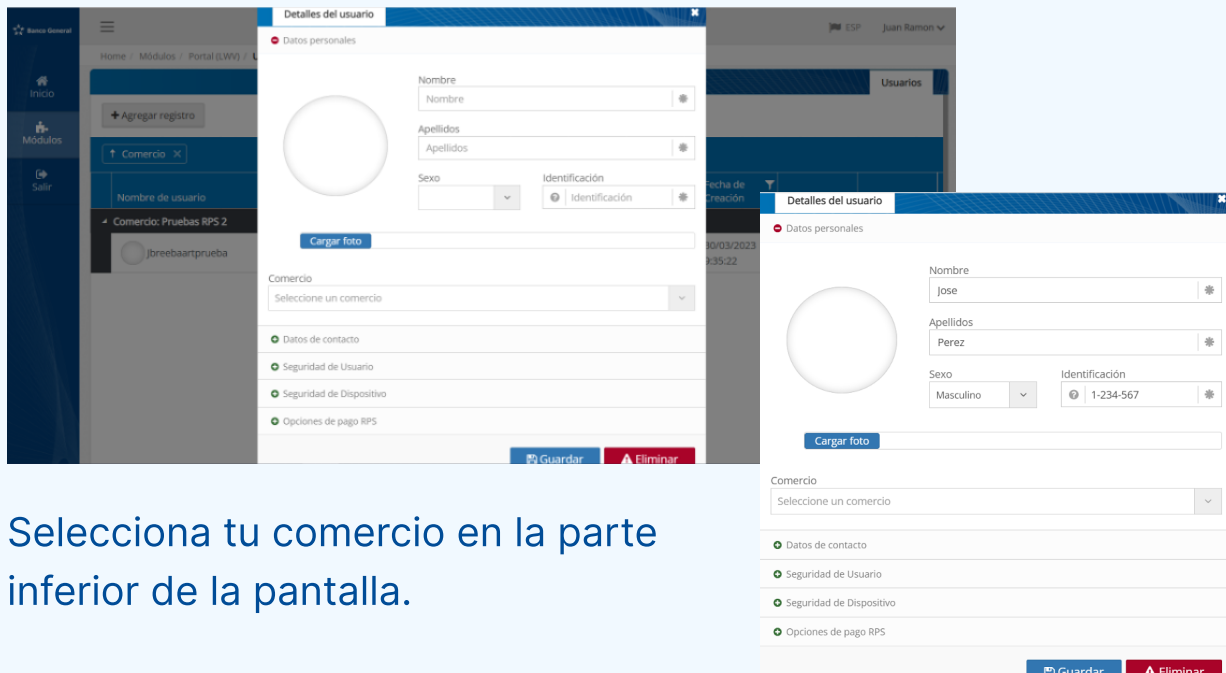 Banco General
ESP
Juan Ramon
Home / Módulos / Portal (LWV) / U
Inicio
Módulos
Salir
Usuarios
Agregar registro
Comercio
Nombre de usuario
Fecha de
Creación
Comercio: Pruebas RPS 2
Jbreebaartprueba
30/03/2023
9:35:22
Detalles del usuario
Datos personales
Nombre
Nombre
Apellidos
Apellidos
Sexo
Identificación
Identificación
Cargar foto
Comercio
Seleccione un comercio
Datos de contacto
Seguridad de Usuario
Seguridad de Dispositivo
Opciones de pago RPS
Guardar
Eliminar
Detalles del usuario
Datos personales
Nombre
Jose
Apellidos
Perez
Sexo
Identificación
Masculino
1-234-567
Cargar foto
Comercio
Seleccione un comercio
Datos de contacto
Seguridad de Usuario
Seguridad de Dispositivo
Opciones de pago RPS
Guardar
Eliminar
Selecciona tu comercio en la parte
inferior de la pantalla.